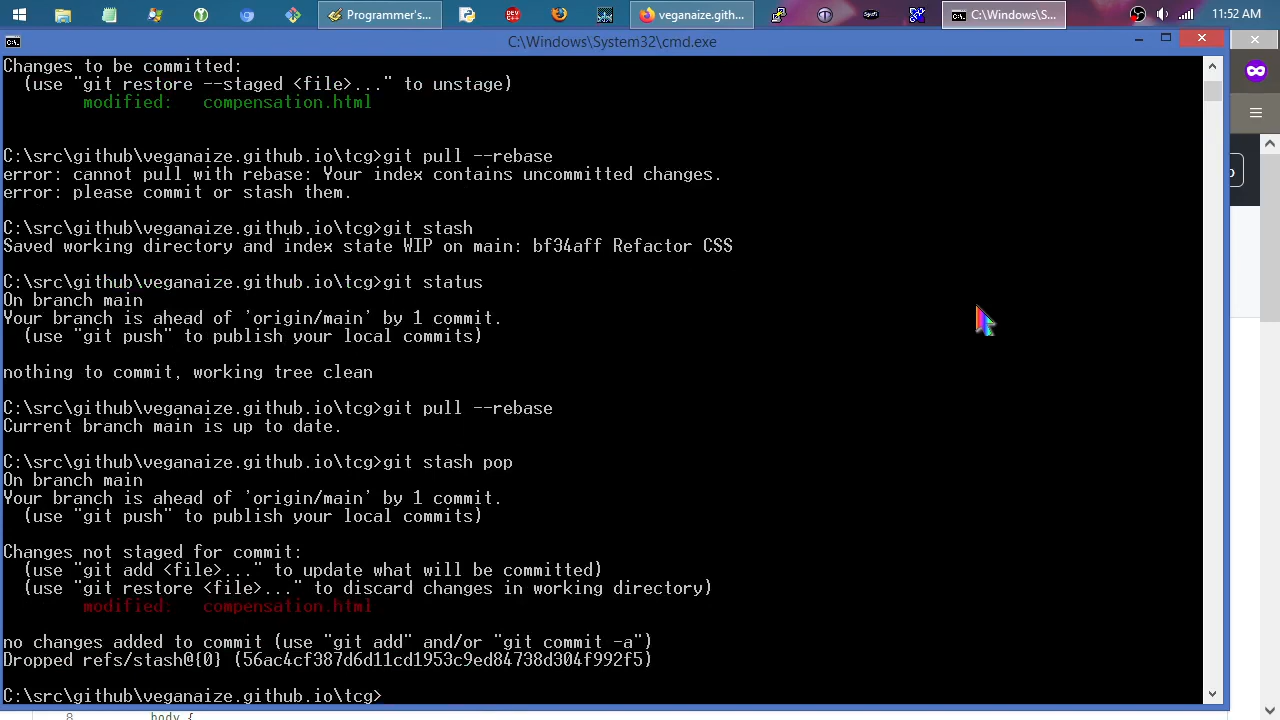 Programmer's...
veganaize.gith...
C:\Windows\S...
11:52 AM
C:\Windows\System32\cmd.exe
Changes to be committed:
  (use "git restore --staged <file>..." to unstage)
        modified:   compensation.html
C:\src\github\veganaize.github.io\tcg>git pull --rebase
error: cannot pull with rebase: Your index contains uncommitted changes.
error: please commit or stash them.
C:\src\github\veganaize.github.io\tcg>git stash
Saved working directory and index state WIP on main: bf34aff Refactor CSS
C:\src\github\veganaize.github.io\tcg>git status
On branch main
Your branch is ahead of 'origin/main' by 1 commit.
  (use "git push" to publish your local commits)
nothing to commit, working tree clean
C:\src\github\veganaize.github.io\tcg>git pull --rebase
Current branch main is up to date.
C:\src\github\veganaize.github.io\tcg>git stash pop
On branch main
Your branch is ahead of 'origin/main' by 1 commit.
  (use "git push" to publish your local commits)
Changes not staged for commit:
  (use "git add <file>..." to update what will be committed)
  (use "git restore <file>..." to discard changes in working directory)
        modified:   compensation.html
no changes added to commit (use "git add" and/or "git commit -a")
Dropped refs/stash@{0} (56ac4cf387d6d11cd1953c9ed84738d304f992f5)
C:\src\github\veganaize.github.io\tcg>
8 body {